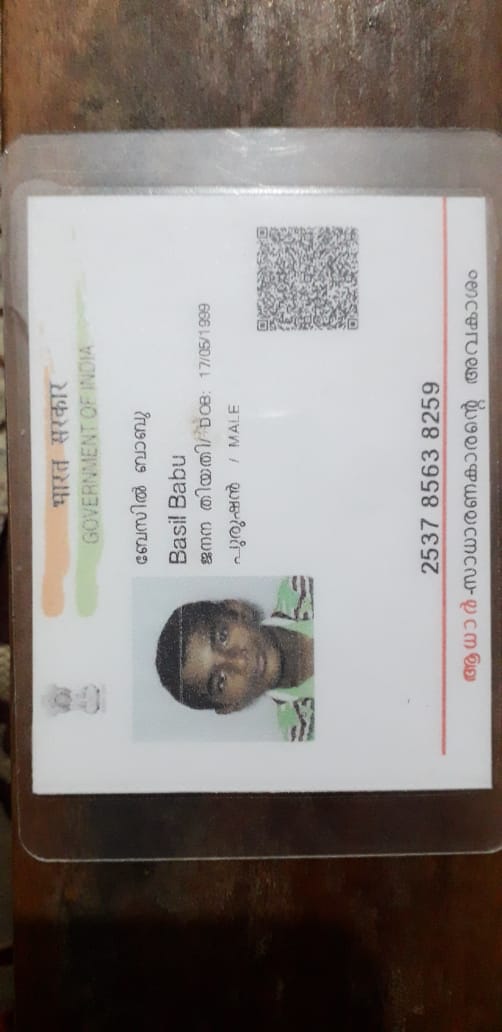 भारत सरकार
GOVERNMENT OF INDIA
ബേസിൽ ബാബു
Basil Babu
ജനന തിയതി/ DOB: 17/05/1999
പുരുഷൻ / MALE
2537 8563 8259
ആധാർ-സാധാരണക്കാരന്റെ അവകാശം